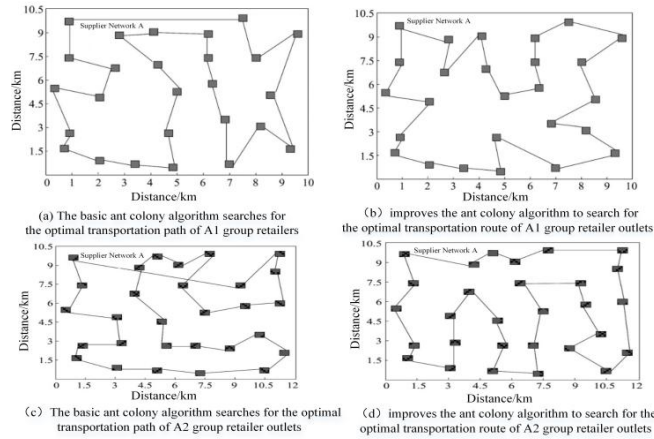 Supplier Network A
10.5
9
7.5
6
4.5
3
1.5
Distance/km
0 1 2 3 4 5 6 7 8 9 10
Distance/km
(a) The basic ant colony algorithm searches for
the optimal transportation path of A1 group retailers
Supplier Network A
10.5
9
7.5
6
4.5
3
1.5
Distance/km
0 1 2 3 4 5 6 7 8 9 10
Distance/km
(b) improves the ant colony algorithm to search for
the optimal transportation route of A1 group retailer outlets
Supplier Network A
10.5
9
7.5
6
4.5
3
1.5
Distance/km
0 1.5 3 4.5 6 7.5 9 10.5 12
Distance/km
(c) The basic ant colony algorithm searches for the optimal
transportation path of A2 group retailer outlets
Supplier Network A
10.5
9
7.5
6
4.5
3
1.5
Distance/km
0 1.5 3 4.5 6 7.5 9 10.5 12
Distance/km
(d) improves the ant colony algorithm to search for the
optimal transportation route of A2 group retailer outlets